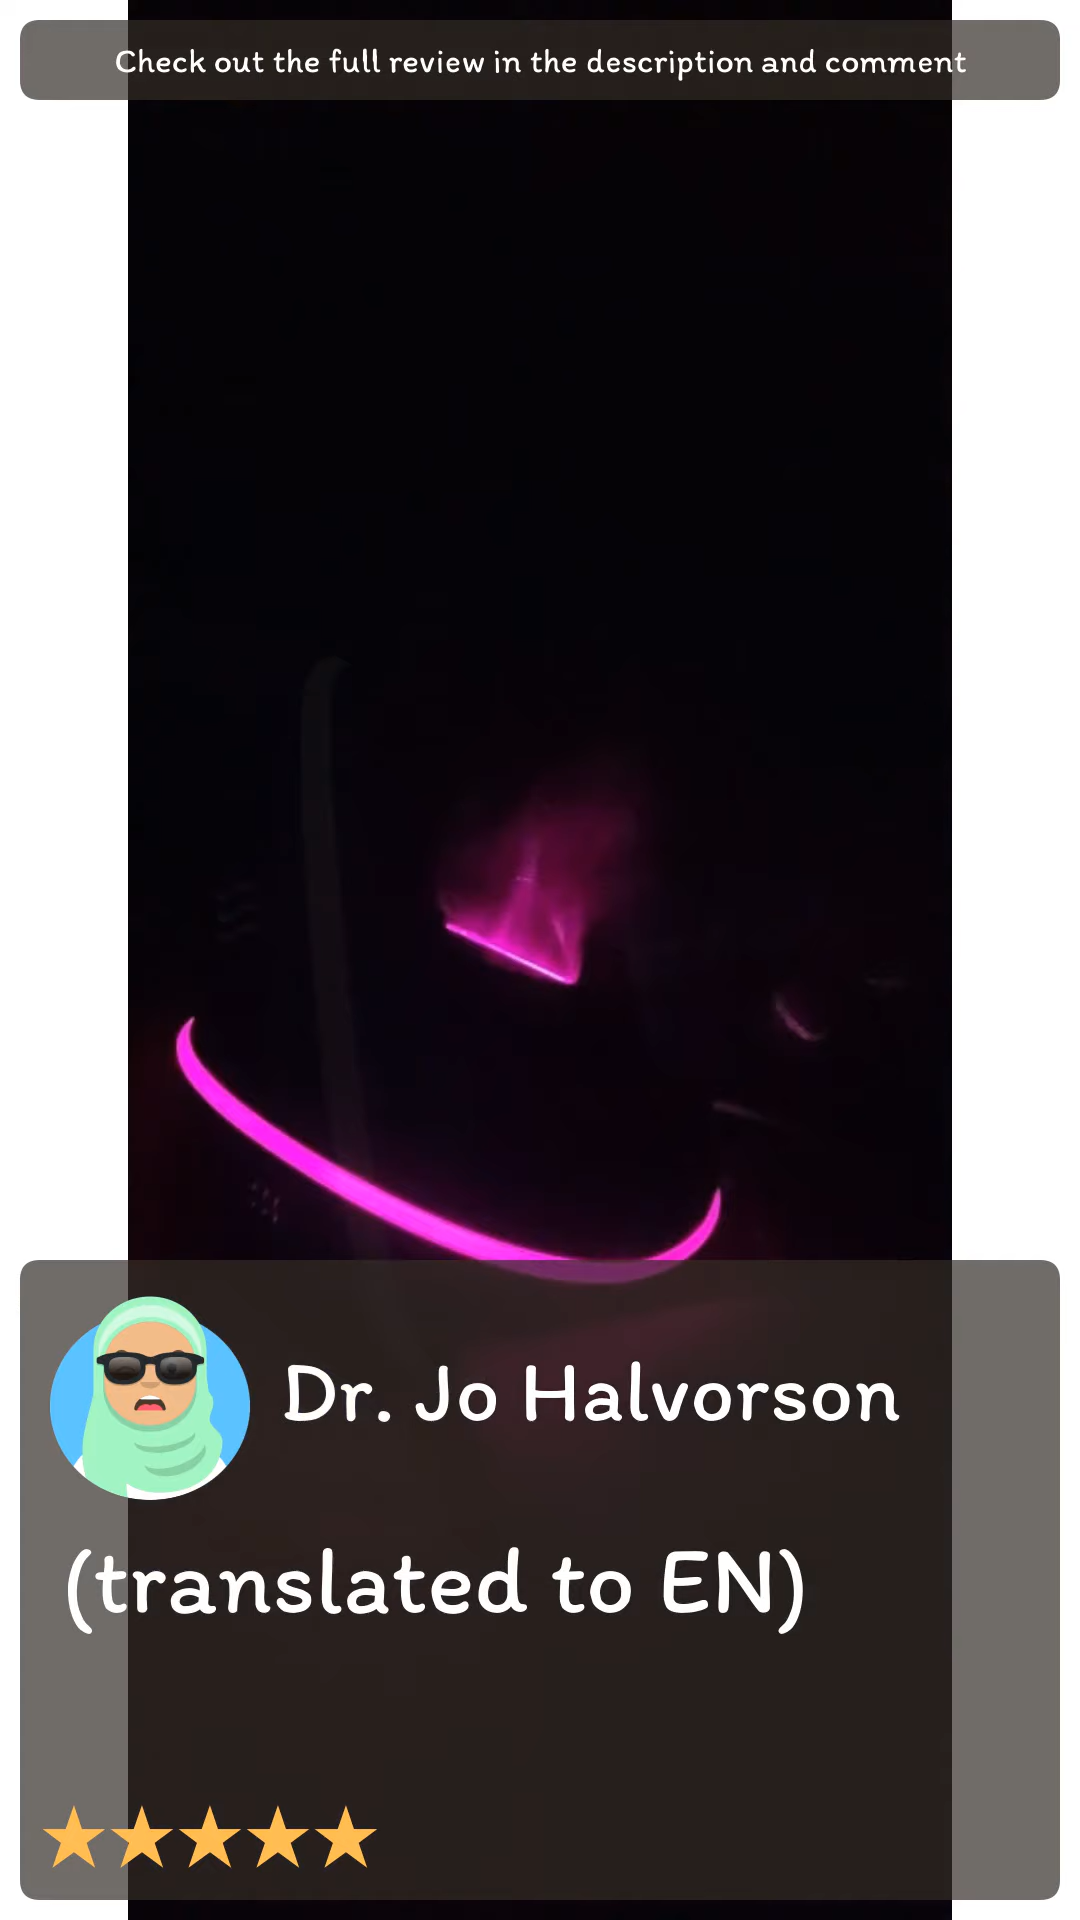 Check out the full review in the description and comment
Dr. Jo Halvorson
(translated to EN)